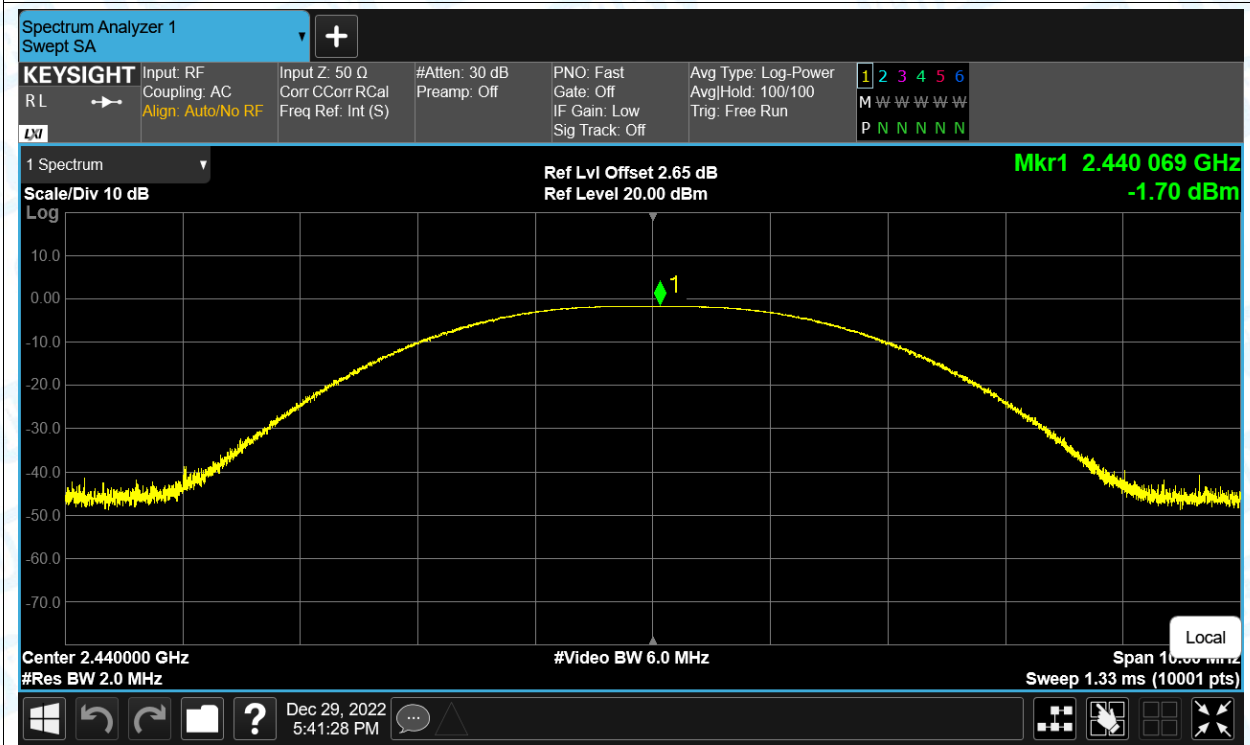 Spectrum Analyzer 1
Swept SA
KEYSIGHT
R L
LXI
Input: RF
Coupling: AC
Align: Auto/No RF
Input Z: 50 Ω
Corr CCorr RCal
Freq Ref: Int (S)
#Atten: 30 dB
Preamp: Off
PNO: Fast
Gate: Off
IF Gain: Low
Sig Track: Off
Avg Type: Log-Power
Avg|Hold: 100/100
Trig: Free Run
1 2 3 4 5 6
M W W W W W
P N N N N N
1 Spectrum
Scale/Div 10 dB
Log
Ref Lvl Offset 2.65 dB
Ref Level 20.00 dBm
Mkr1 2.440 069 GHz
-1.70 dBm
1
10.0
0.00
-10.0
-20.0
-30.0
-40.0
-50.0
-60.0
-70.0
Local
Center 2.440000 GHz
#Video BW 6.0 MHz
Span 10.00 MHz
#Res BW 2.0 MHz
Sweep 1.33 ms (10001 pts)
?
Dec 29, 2022
5:41:28 PM